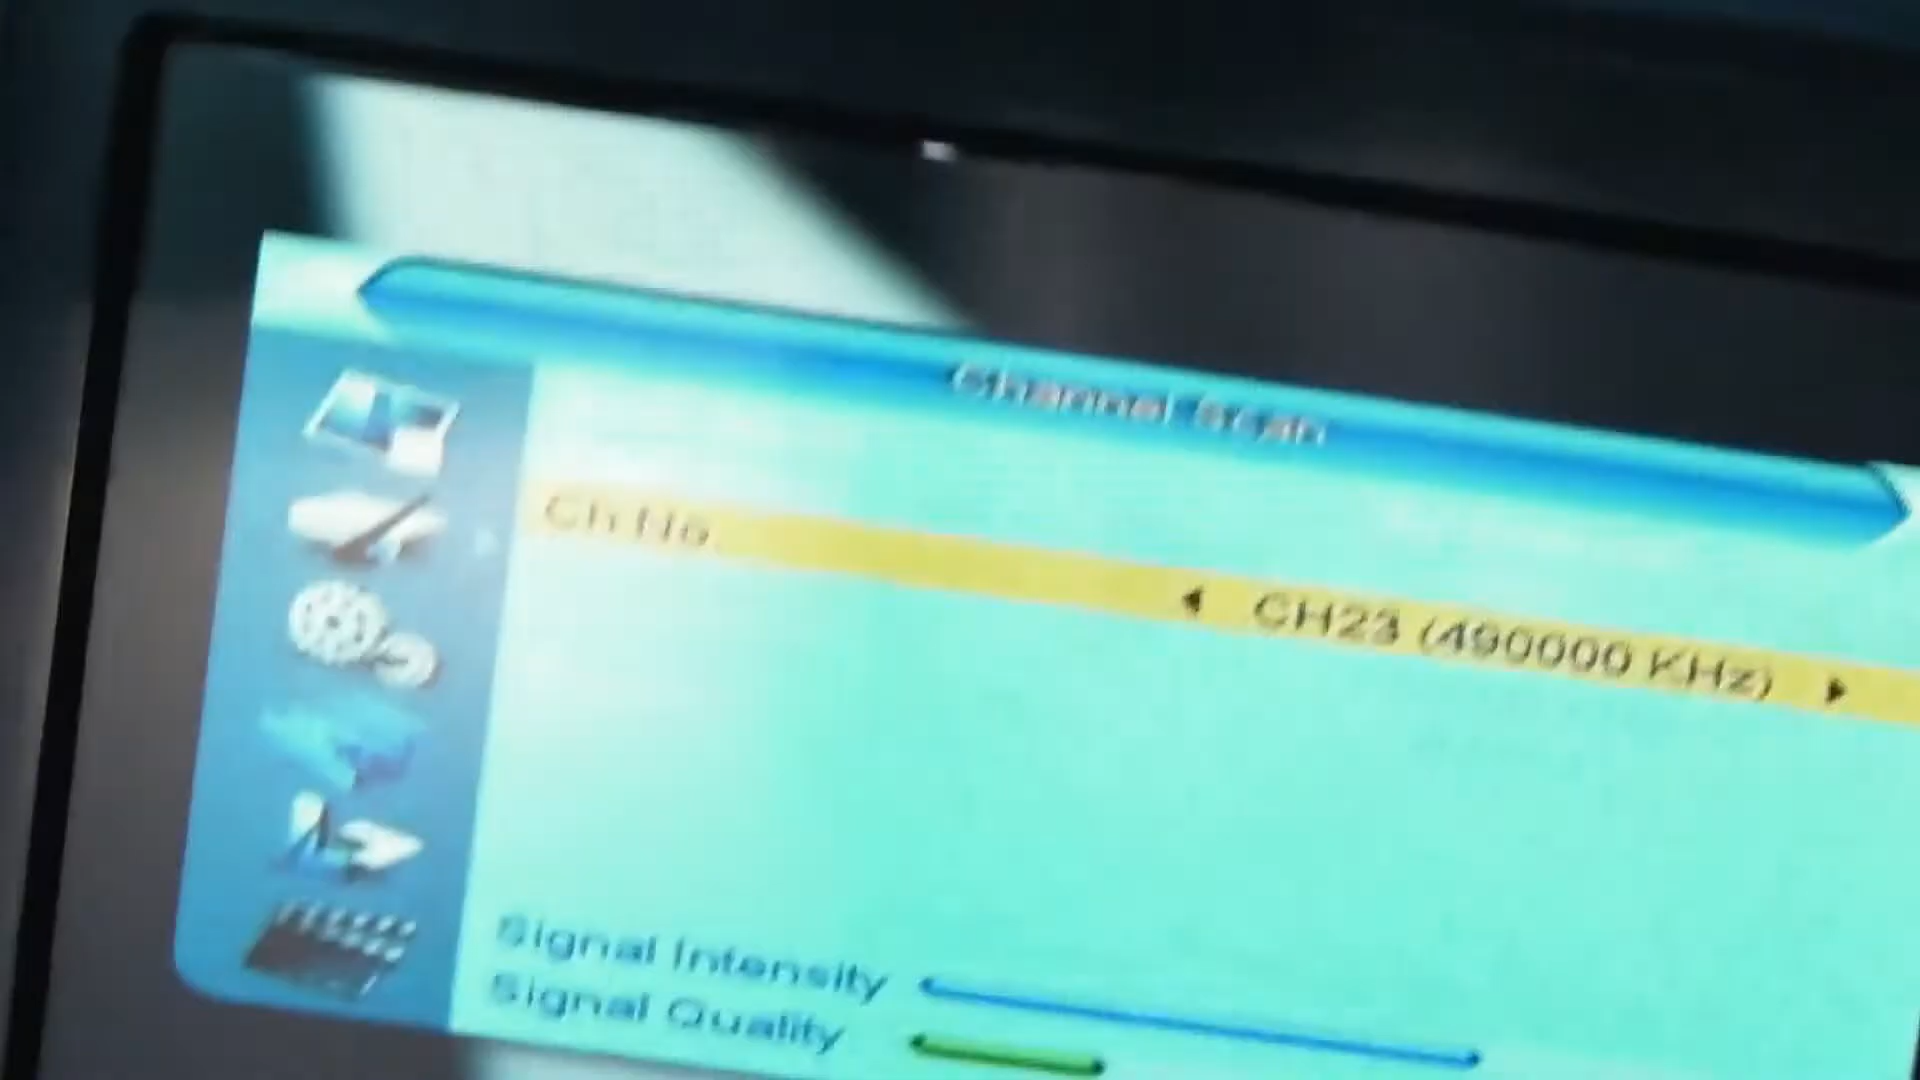 Channel Scan
Ch No.
CH23 (490000 KHz)
Signal Intensity
Signal Quality